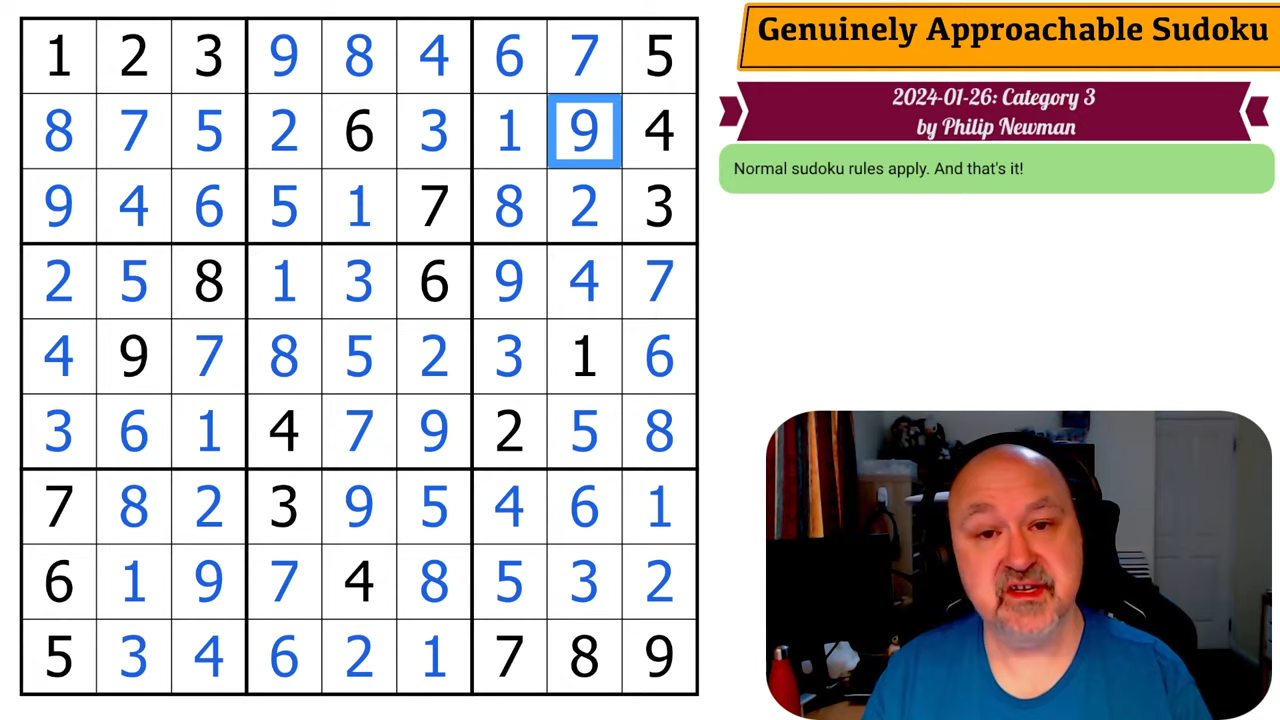 Genuinely Approachable Sudoku
2024-01-26: Category 3
by Philip Newman
Normal sudoku rules apply. And that's it!
1 2 3 9 8 4 6 7 5
8 7 5 2 6 3 1 9 4
9 4 6 5 1 7 8 2 3
2 5 8 1 3 6 9 4 7
4 9 7 8 5 2 3 1 6
3 6 1 4 7 9 2 5 8
7 8 2 3 9 5 4 6 1
6 1 9 7 4 8 5 3 2
5 3 4 6 2 1 7 8 9